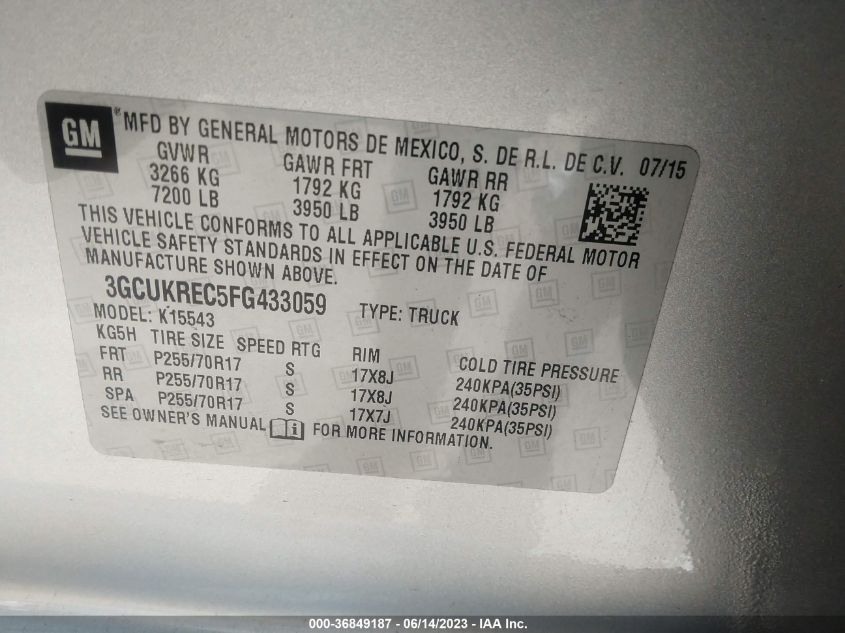 GM
® MFD BY GENERAL MOTORS DE MEXICO, S. DE R.L. DE C.V. 07/15
GVWR GAWR FRT GAWR RR
3266 KG 1792 KG 1792 KG
7200 LB 3950 LB 3950 LB
THIS VEHICLE CONFORMS TO ALL APPLICABLE U.S. FEDERAL MOTOR
VEHICLE SAFETY STANDARDS IN EFFECT ON THE DATE OF
MANUFACTURE SHOWN ABOVE.
3GCUKREC5FG433059 TYPE: TRUCK
MODEL: K15543
KG5H TIRE SIZE SPEED RTG RIM COLD TIRE PRESSURE
FRT P255/70R17 S 17X8J 240KPA(35PSI)
RR P255/70R17 S 17X8J 240KPA(35PSI)
SPA P255/70R17 S 17X7J 240KPA(35PSI)
SEE OWNER'S MANUAL i FOR MORE INFORMATION.
000-36849187 - 06/14/2023 - IAA Inc.